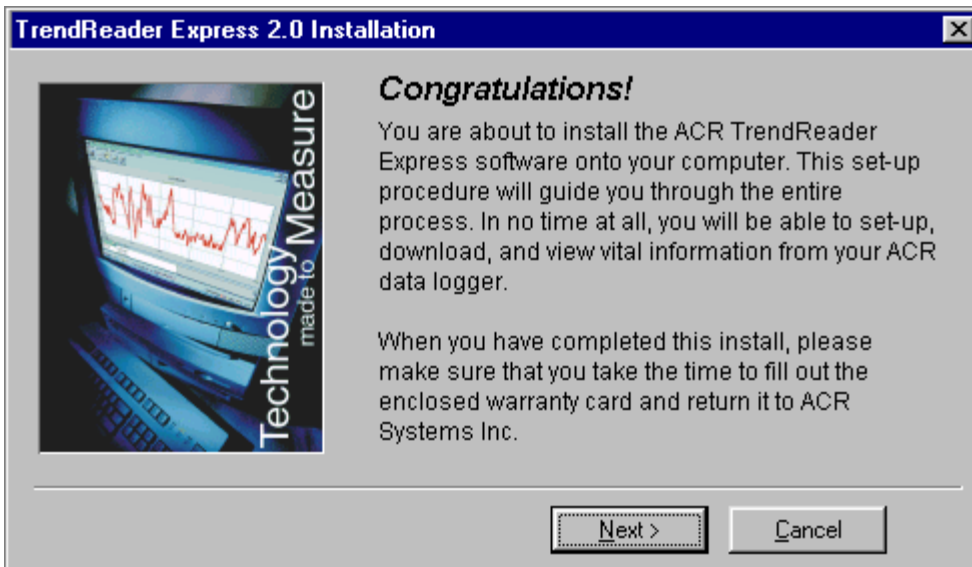 TrendReader Express 2.0 Installation
Technology
made to Measure
Congratulations!
You are about to install the ACR TrendReader
Express software onto your computer. This set-up
procedure will guide you through the entire
process. In no time at all, you will be able to set-up,
download, and view vital information from your ACR
data logger.
When you have completed this install, please
make sure that you take the time to fill out the
enclosed warranty card and return it to ACR
Systems Inc.
Next >
Cancel